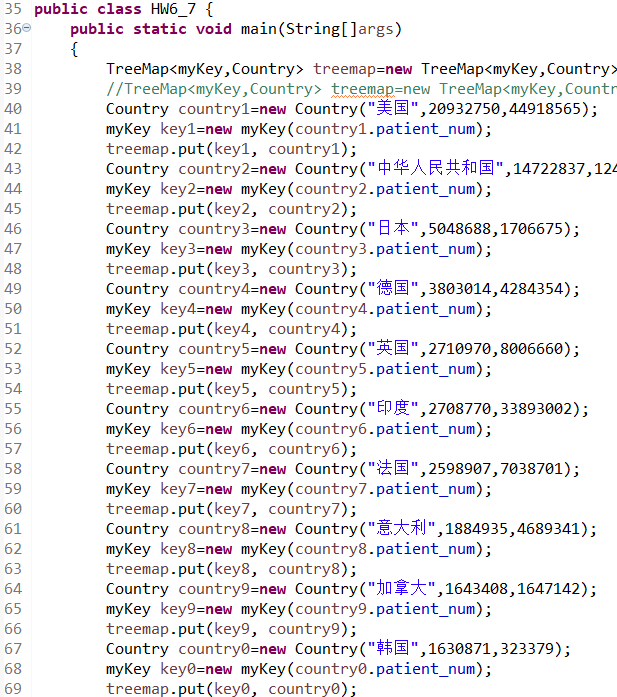 35 public class HW6_7 {
36 public static void main(String[]args)
37 {
38 TreeMap<myKey,Country> treemap=new TreeMap<myKey,Country>
39 //TreeMap<myKey,Country> treemap=new TreeMap<myKey,Countr
40 Country country1=new Country("美国",20932750,44918565);
41 myKey key1=new myKey(country1.patient_num);
42 treemap.put(key1, country1);
43 Country country2=new Country("中华人民共和国",14722837,124
44 myKey key2=new myKey(country2.patient_num);
45 treemap.put(key2, country2);
46 Country country3=new Country("日本",5048688,1706675);
47 myKey key3=new myKey(country3.patient_num);
48 treemap.put(key3, country3);
49 Country country4=new Country("德国",3803014,4284354);
50 myKey key4=new myKey(country4.patient_num);
51 treemap.put(key4, country4);
52 Country country5=new Country("英国",2710970,8006660);
53 myKey key5=new myKey(country5.patient_num);
54 treemap.put(key5, country5);
55 Country country6=new Country("印度",2708770,33893002);
56 myKey key6=new myKey(country6.patient_num);
57 treemap.put(key6, country6);
58 Country country7=new Country("法国",2598907,7038701);
59 myKey key7=new myKey(country7.patient_num);
60 treemap.put(key7, country7);
61 Country country8=new Country("意大利",1884935,4689341);
62 myKey key8=new myKey(country8.patient_num);
63 treemap.put(key8, country8);
64 Country country9=new Country("加拿大",1643408,1647142);
65 myKey key9=new myKey(country9.patient_num);
66 treemap.put(key9, country9);
67 Country country0=new Country("韩国",1630871,323379);
68 myKey key0=new myKey(country0.patient_num);
69 treemap.put(key0, country0);